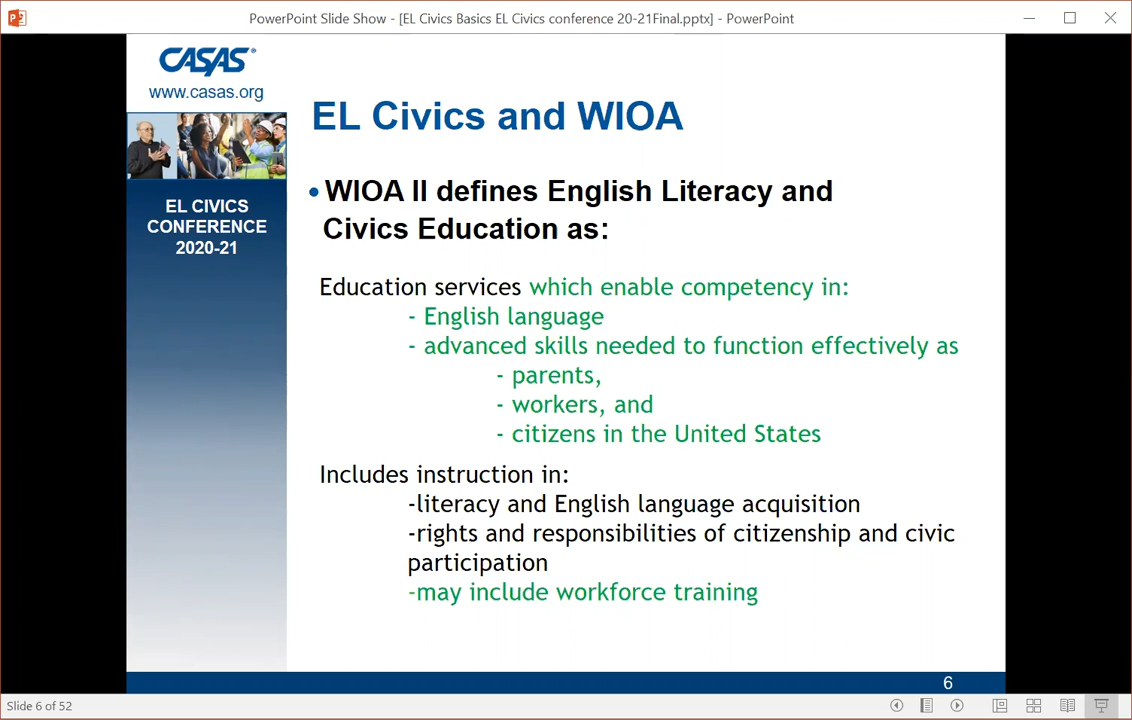 PowerPoint Slide Show - [EL Civics Basics EL Civics conference 20-21Final.pptx] - PowerPoint
CASAS®
www.casas.org
EL CIVICS
CONFERENCE
2020-21
EL Civics and WIOA
• WIOA II defines English Literacy and
Civics Education as:
Education services which enable competency in:
- English language
- advanced skills needed to function effectively as
- parents,
- workers, and
- citizens in the United States
Includes instruction in:
-literacy and English language acquisition
-rights and responsibilities of citizenship and civic
participation
-may include workforce training
6
Slide 6 of 52